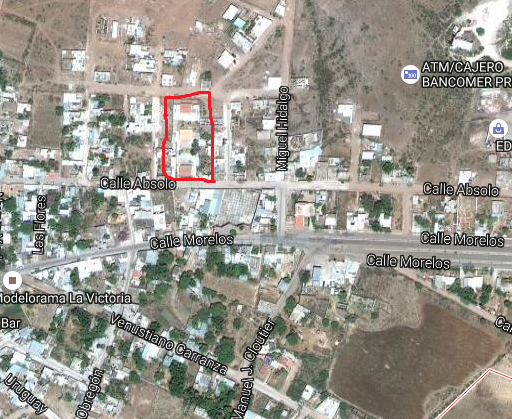 ATM/CAJERO
BANCOMER PR
ED
Miguel Hidalgo
Calle Absolo
Calle Absolo
Las Flores
Calle Morelos
Calle Morelos
Calle Morelos
Modelorama La Victoria
Bar
Venustiano Carranza
Manuel J. Cloutier
Obregón
Uruguay